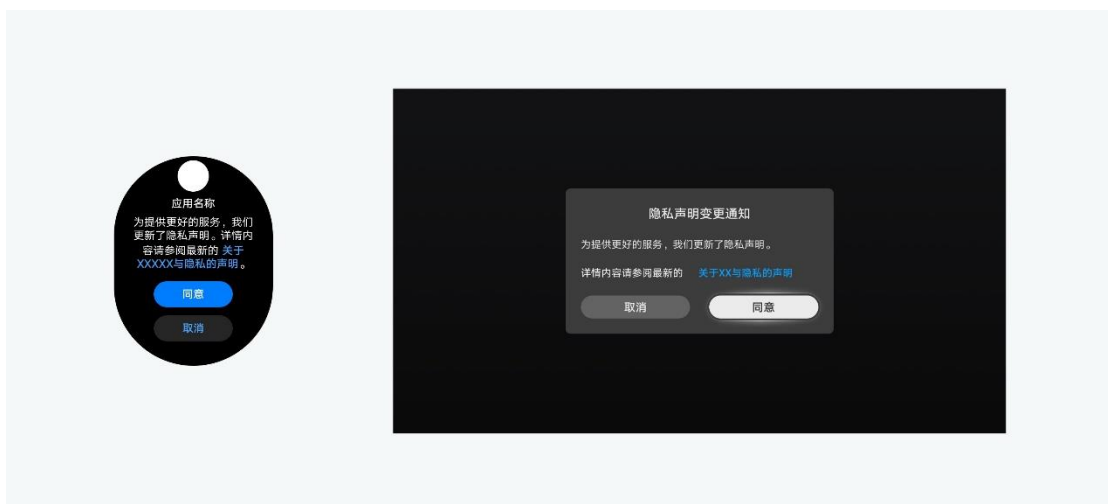 应用名称
为提供更好的服务，我们
更新了隐私声明。详情内
容请参阅最新的 关于
XXXXX与隐私的声明。
同意
取消
隐私声明变更通知
为提供更好的服务，我们更新了隐私声明。
详情内容请参阅最新的 关于XX与隐私的声明
取消
同意